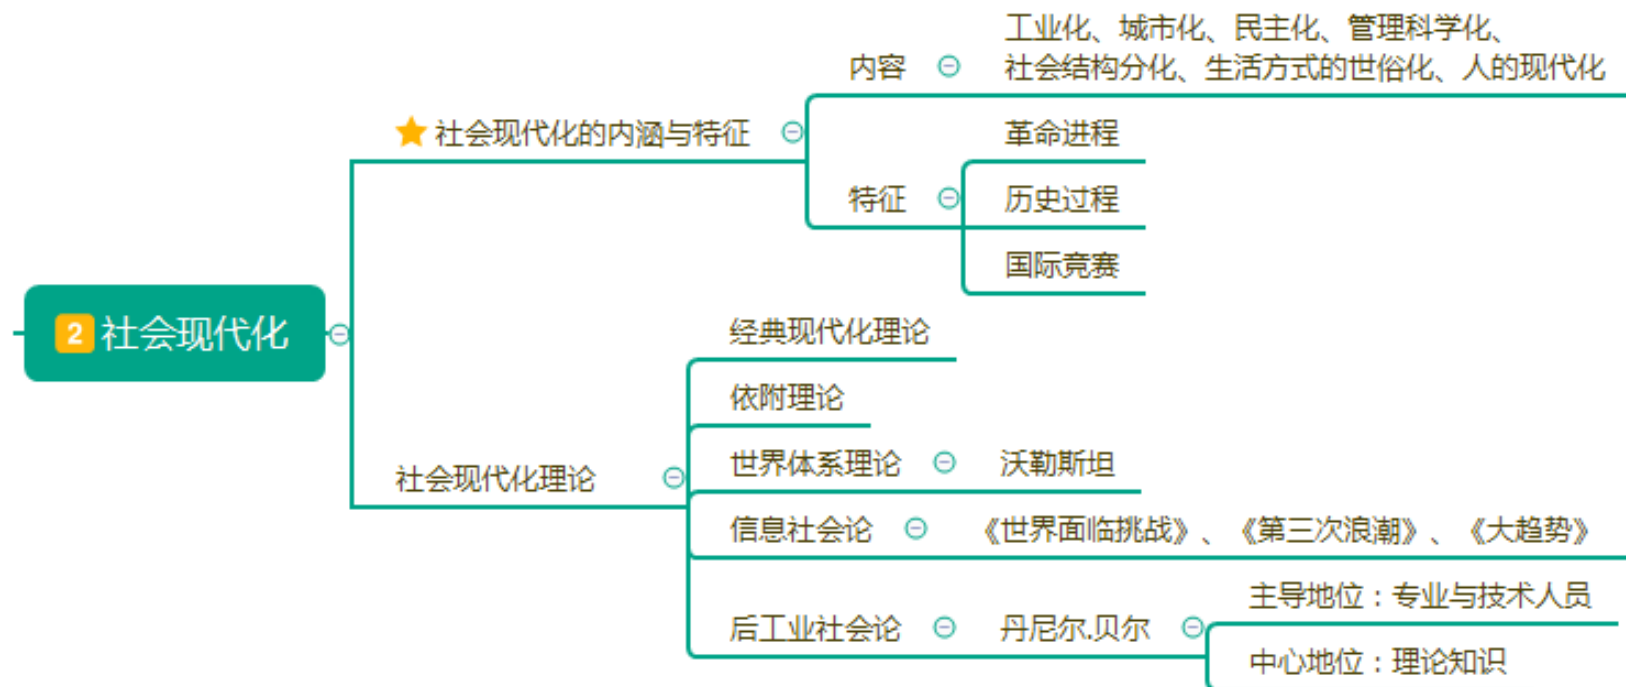 2 社会现代化
社会现代化的内涵与特征
内容
工业化、城市化、民主化、管理科学化、
社会结构分化、生活方式的世俗化、人的现代化
特征
革命进程
历史过程
国际竞赛
社会现代化理论
经典现代化理论
依附理论
世界体系理论
沃勒斯坦
信息社会论
《世界面临挑战》、《第三次浪潮》、《大趋势》
后工业社会论
丹尼尔.贝尔
主导地位：专业与技术人员
中心地位：理论知识